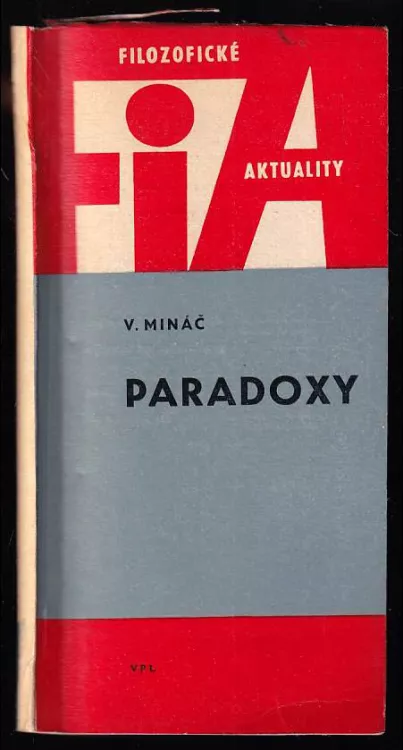 FILOZOFICKÉ
FiA
AKTUALITY
V. MINÁČ
PARADOXY
VPL